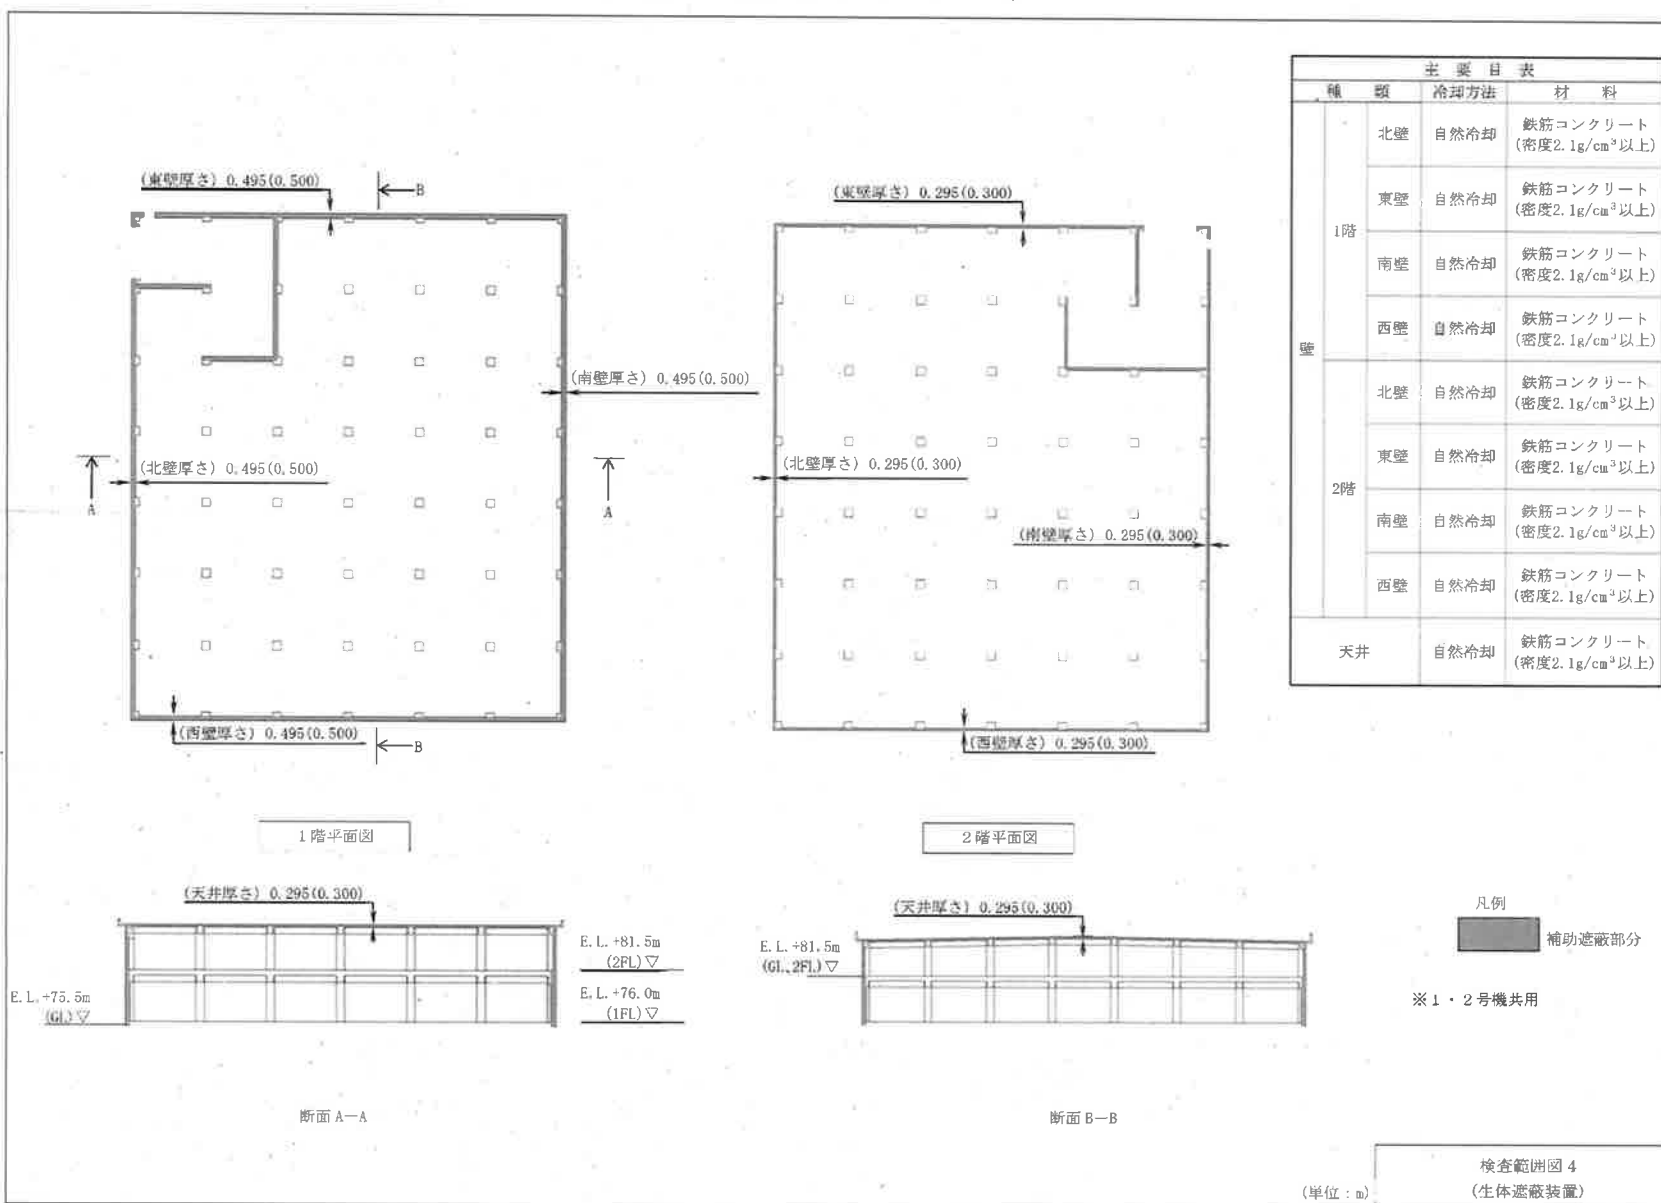 主要目表
種類 冷却方法 材料
壁
1階
北壁 自然冷却 鉄筋コンクリート
(密度2.1g/cm³以上)
東壁 自然冷却 鉄筋コンクリート
(密度2.1g/cm³以上)
南壁 自然冷却 鉄筋コンクリート
(密度2.1g/cm³以上)
西壁 自然冷却 鉄筋コンクリート
(密度2.1g/cm³以上)
2階
北壁 自然冷却 鉄筋コンクリート
(密度2.1g/cm³以上)
東壁 自然冷却 鉄筋コンクリート
(密度2.1g/cm³以上)
南壁 自然冷却 鉄筋コンクリート
(密度2.1g/cm³以上)
西壁 自然冷却 鉄筋コンクリート
(密度2.1g/cm³以上)
天井 自然冷却 鉄筋コンクリート
(密度2.1g/cm³以上)
(東壁厚さ) 0.495(0.500)
B
(南壁厚さ) 0.495(0.500)
(北壁厚さ) 0.495(0.500)
A
A
(西壁厚さ) 0.495(0.500)
B
1階平面図
(東壁厚さ) 0.295(0.300)
(北壁厚さ) 0.295(0.300)
(南壁厚さ) 0.295(0.300)
(西壁厚さ) 0.295(0.300)
2階平面図
(天井厚さ) 0.295(0.300)
E.L.+81.5m
(2FL)▽
E.L.+76.0m
(1FL)▽
E.L.+75.5m
(GL)▽
断面 A－A
(天井厚さ) 0.295(0.300)
E.L.+81.5m
(GL,2FL)▽
断面 B－B
凡例
補助遮蔽部分
※1・2号機共用
(単位：m)
検査範囲図 4
(生体遮蔽装置)